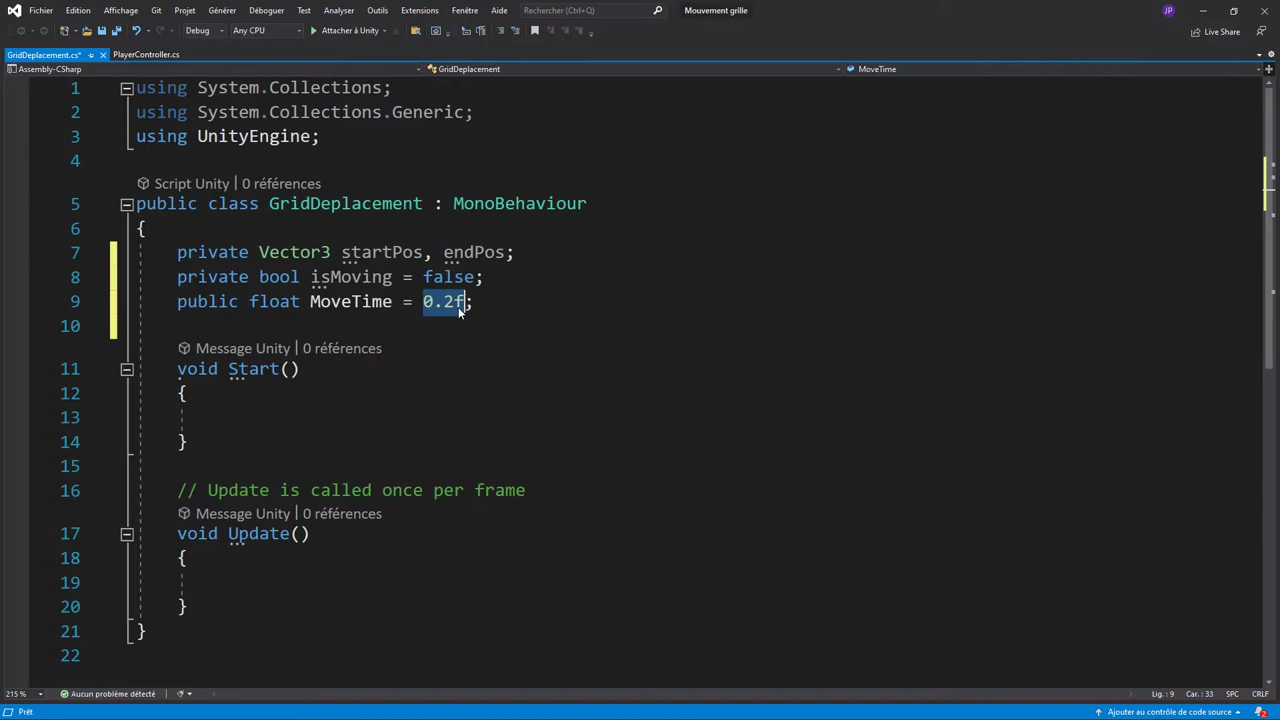 Fichier Edition Affichage Git Projet Générer Déboguer Test Analyser Outils Extensions Fenêtre Aide Rechercher (Ctrl+Q) Mouvement grille JP
Debug Any CPU Attacher à Unity Live Share
GridDeplacement.cs* PlayerController.cs
Assembly-CSharp GridDeplacement MoveTime
1 using System.Collections;
2 using System.Collections.Generic;
3 using UnityEngine;
4
Script Unity | 0 références
5 public class GridDeplacement : MonoBehaviour
6 {
7 private Vector3 startPos, endPos;
8 private bool isMoving = false;
9 public float MoveTime = 0.2f;
10
Message Unity | 0 références
11 void Start()
12 {
13
14 }
15
16 // Update is called once per frame
Message Unity | 0 références
17 void Update()
18 {
19
20 }
21 }
22
215 % Aucun problème détecté Lig. : 9 Car. : 33 SPC CRLF
Prêt Ajouter au contrôle de code source 2